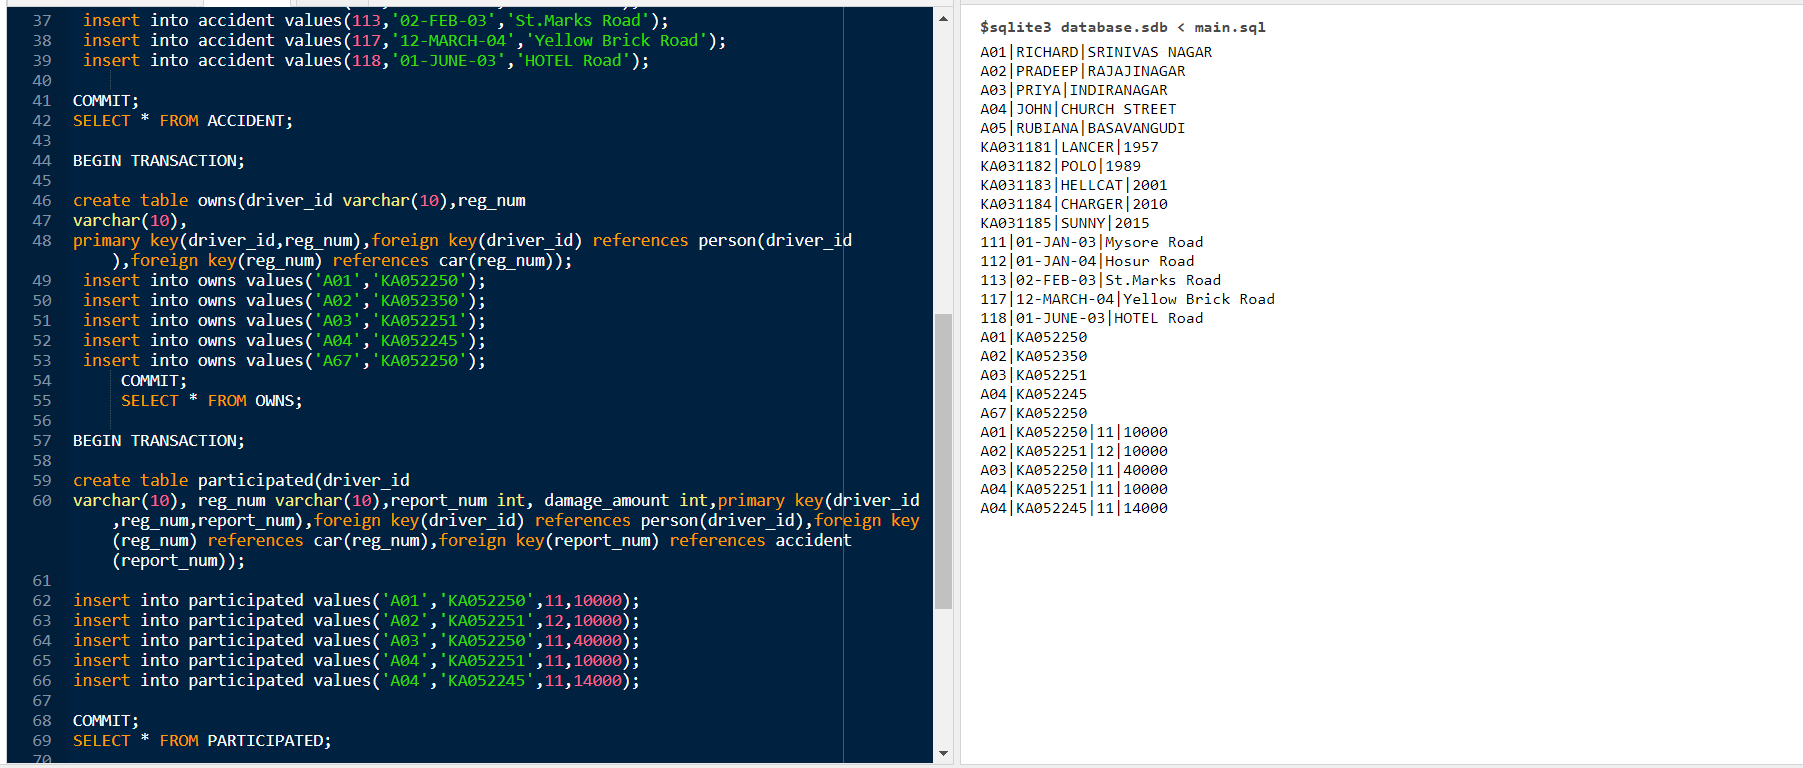 37 insert into accident values(113,'02-FEB-03','St.Marks Road');
38 insert into accident values(117,'12-MARCH-04','Yellow Brick Road');
39 insert into accident values(118,'01-JUNE-03','HOTEL Road');
40
41 COMMIT;
42 SELECT * FROM ACCIDENT;
43
44 BEGIN TRANSACTION;
45
46 create table owns(driver_id varchar(10),reg_num
47 varchar(10),
48 primary key(driver_id,reg_num),foreign key(driver_id) references person(driver_id
),foreign key(reg_num) references car(reg_num));
49 insert into owns values('A01','KA052250');
50 insert into owns values('A02','KA052350');
51 insert into owns values('A03','KA052251');
52 insert into owns values('A04','KA052245');
53 insert into owns values('A67','KA052250');
54 COMMIT;
55 SELECT * FROM OWNS;
56
57 BEGIN TRANSACTION;
58
59 create table participated(driver_id
60 varchar(10), reg_num varchar(10),report_num int, damage_amount int,primary key(driver_id
,reg_num,report_num),foreign key(driver_id) references person(driver_id),foreign key
(reg_num) references car(reg_num),foreign key(report_num) references accident
(report_num));
61
62 insert into participated values('A01','KA052250',11,10000);
63 insert into participated values('A02','KA052251',12,10000);
64 insert into participated values('A03','KA052250',11,40000);
65 insert into participated values('A04','KA052251',11,10000);
66 insert into participated values('A04','KA052245',11,14000);
67
68 COMMIT;
69 SELECT * FROM PARTICIPATED;
70
$sqlite3 database.sdb < main.sql
A01|RICHARD|SRINIVAS NAGAR
A02|PRADEEP|RAJAJINAGAR
A03|PRIYA|INDIRANAGAR
A04|JOHN|CHURCH STREET
A05|RUBIANA|BASAVANGUDI
KA031181|LANCER|1957
KA031182|POLO|1989
KA031183|HELLCAT|2001
KA031184|CHARGER|2010
KA031185|SUNNY|2015
111|01-JAN-03|Mysore Road
112|01-JAN-04|Hosur Road
113|02-FEB-03|St.Marks Road
117|12-MARCH-04|Yellow Brick Road
118|01-JUNE-03|HOTEL Road
A01|KA052250
A02|KA052350
A03|KA052251
A04|KA052245
A67|KA052250
A01|KA052250|11|10000
A02|KA052251|12|10000
A03|KA052250|11|40000
A04|KA052251|11|10000
A04|KA052245|11|14000